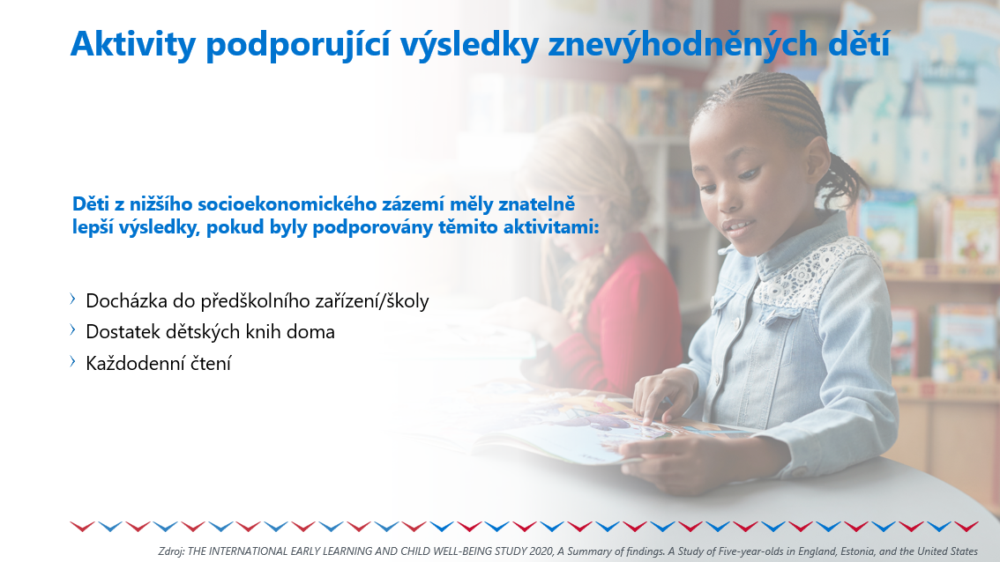 Aktivity podporující výsledky znevýhodněných dětí
Děti z nižšího socioekonomického zázemí měly znatelně
lepší výsledky, pokud byly podporovány těmito aktivitami:
Docházka do předškolního zařízení/školy
Dostatek dětských knih doma
Každodenní čtení
Zdroj: THE INTERNATIONAL EARLY LEARNING AND CHILD WELL-BEING STUDY 2020, A Summary of findings. A Study of Five-year-olds in England, Estonia, and the United States